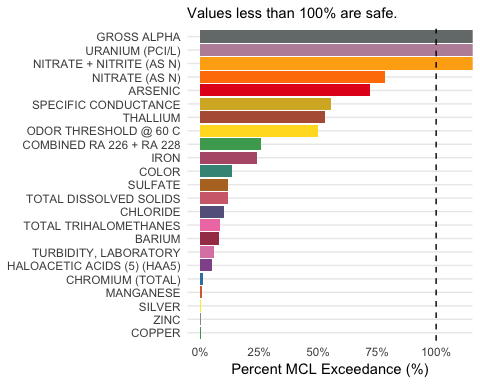 Values less than 100% are safe.
GROSS ALPHA
URANIUM (PCI/L)
NITRATE + NITRITE (AS N)
NITRATE (AS N)
ARSENIC
SPECIFIC CONDUCTANCE
THALLIUM
ODOR THRESHOLD @ 60 C
COMBINED RA 226 + RA 228
IRON
COLOR
SULFATE
TOTAL DISSOLVED SOLIDS
CHLORIDE
TOTAL TRIHALOMETHANES
BARIUM
TURBIDITY, LABORATORY
HALOACETIC ACIDS (5) (HAA5)
CHROMIUM (TOTAL)
MANGANESE
SILVER
ZINC
COPPER
0% 25% 50% 75% 100%
Percent MCL Exceedance (%)